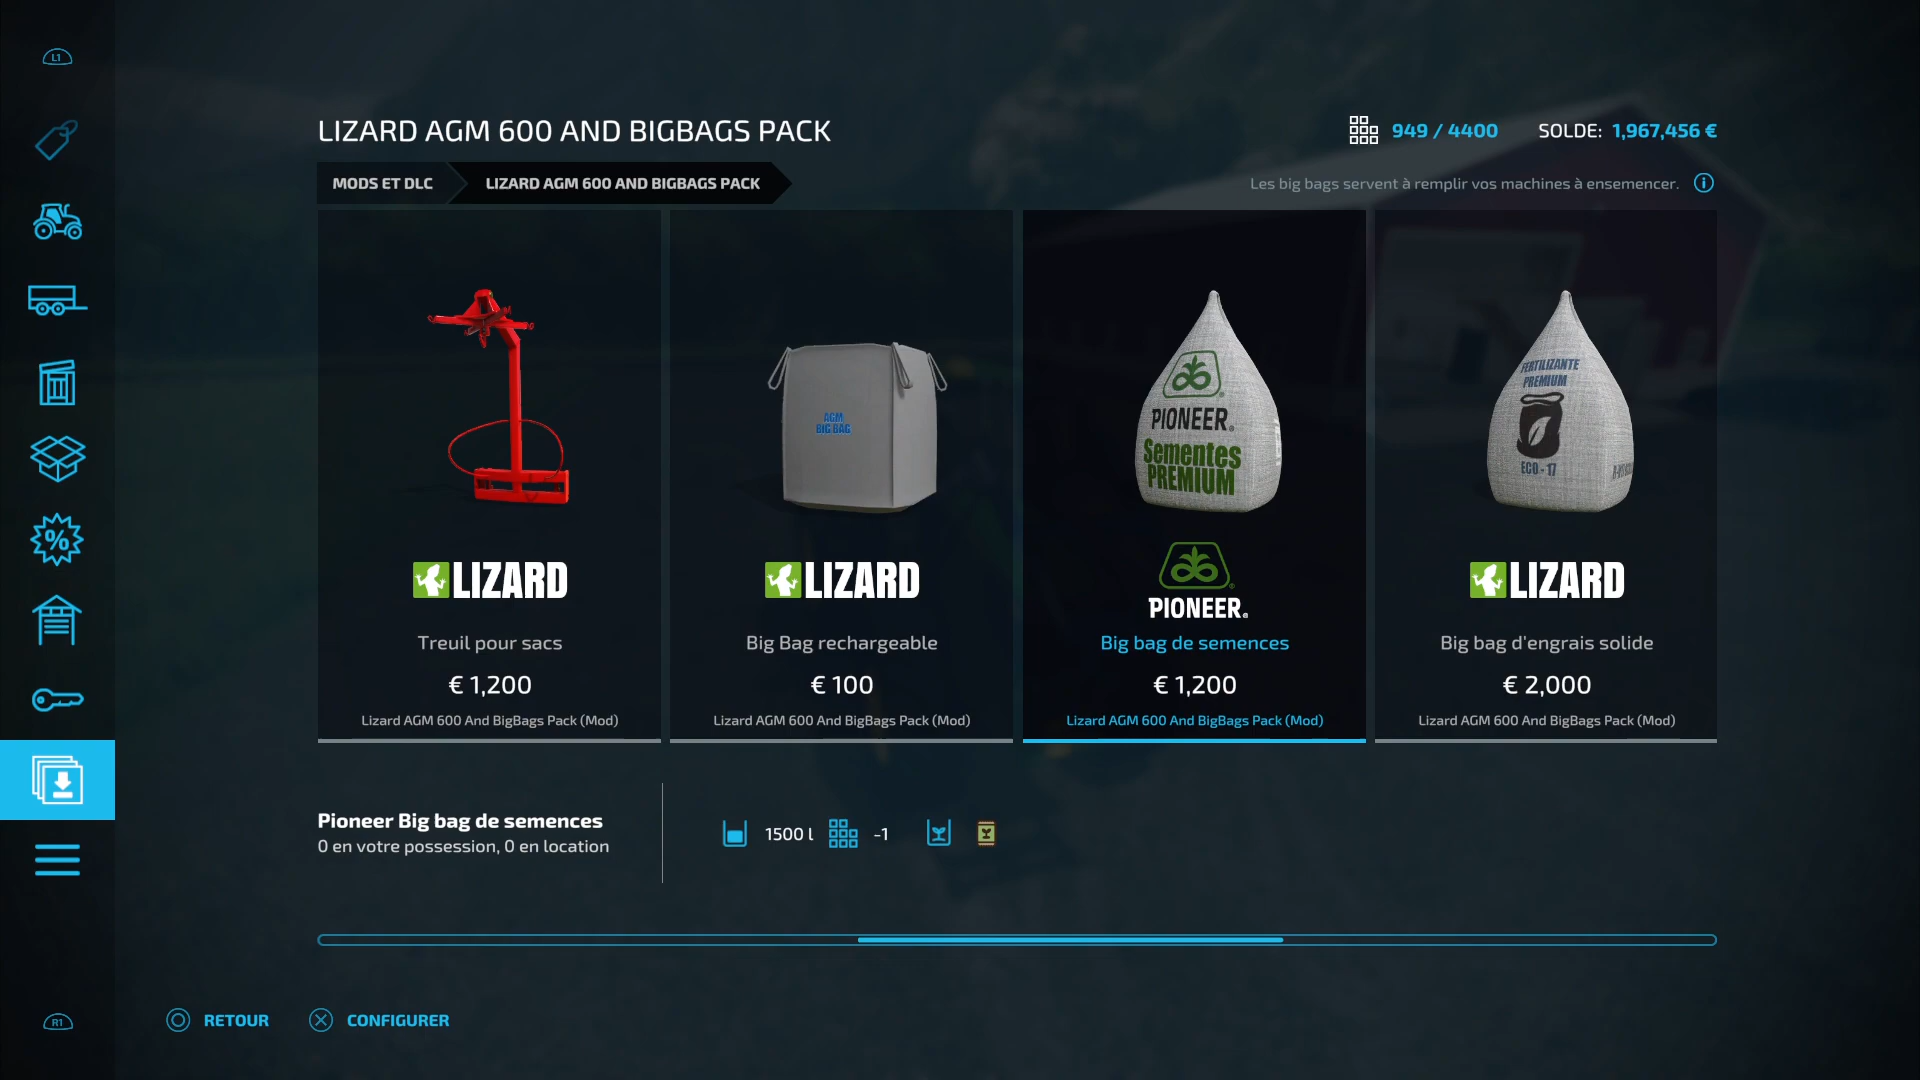 L1
LIZARD AGM 600 AND BIGBAGS PACK
949 / 4400 SOLDE: 1,967,456 €
MODS ET DLC LIZARD AGM 600 AND BIGBAGS PACK
Les big bags servent à remplir vos machines à ensemencer.
AGM
BIG BAG
PIONEER®
Sementes
PREMIUM
FERTILIZANTE
PREMIUM
ECO - 17
LIZARD
Treuil pour sacs
€ 1,200
Lizard AGM 600 And BigBags Pack (Mod)
LIZARD
Big Bag rechargeable
€ 100
Lizard AGM 600 And BigBags Pack (Mod)
PIONEER®
Big bag de semences
€ 1,200
Lizard AGM 600 And BigBags Pack (Mod)
LIZARD
Big bag d'engrais solide
€ 2,000
Lizard AGM 600 And BigBags Pack (Mod)
Pioneer Big bag de semences
0 en votre possession, 0 en location
1500 l -1
R1
RETOUR CONFIGURER